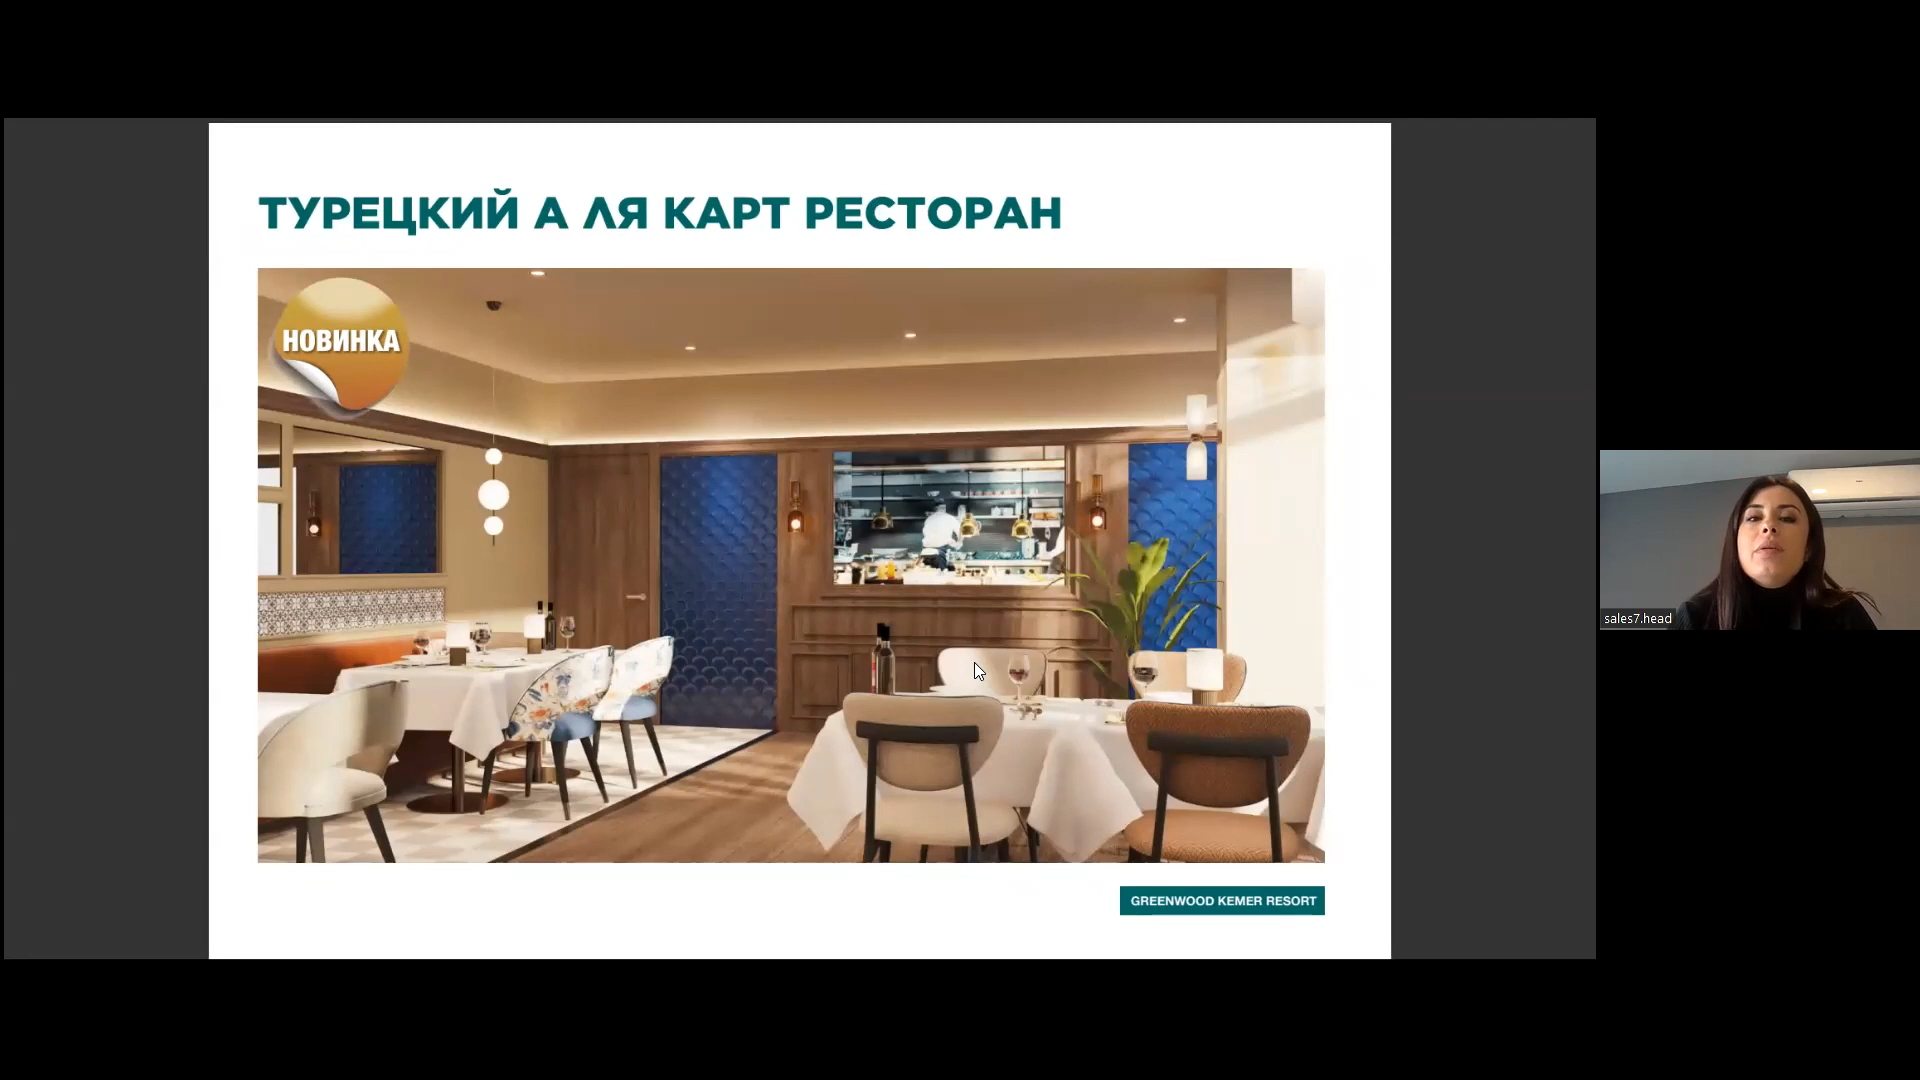 ТУРЕЦКИЙ А ЛЯ КАРТ РЕСТОРАН
НОВИНКА
GREENWOOD KEMER RESORT
sales7.head